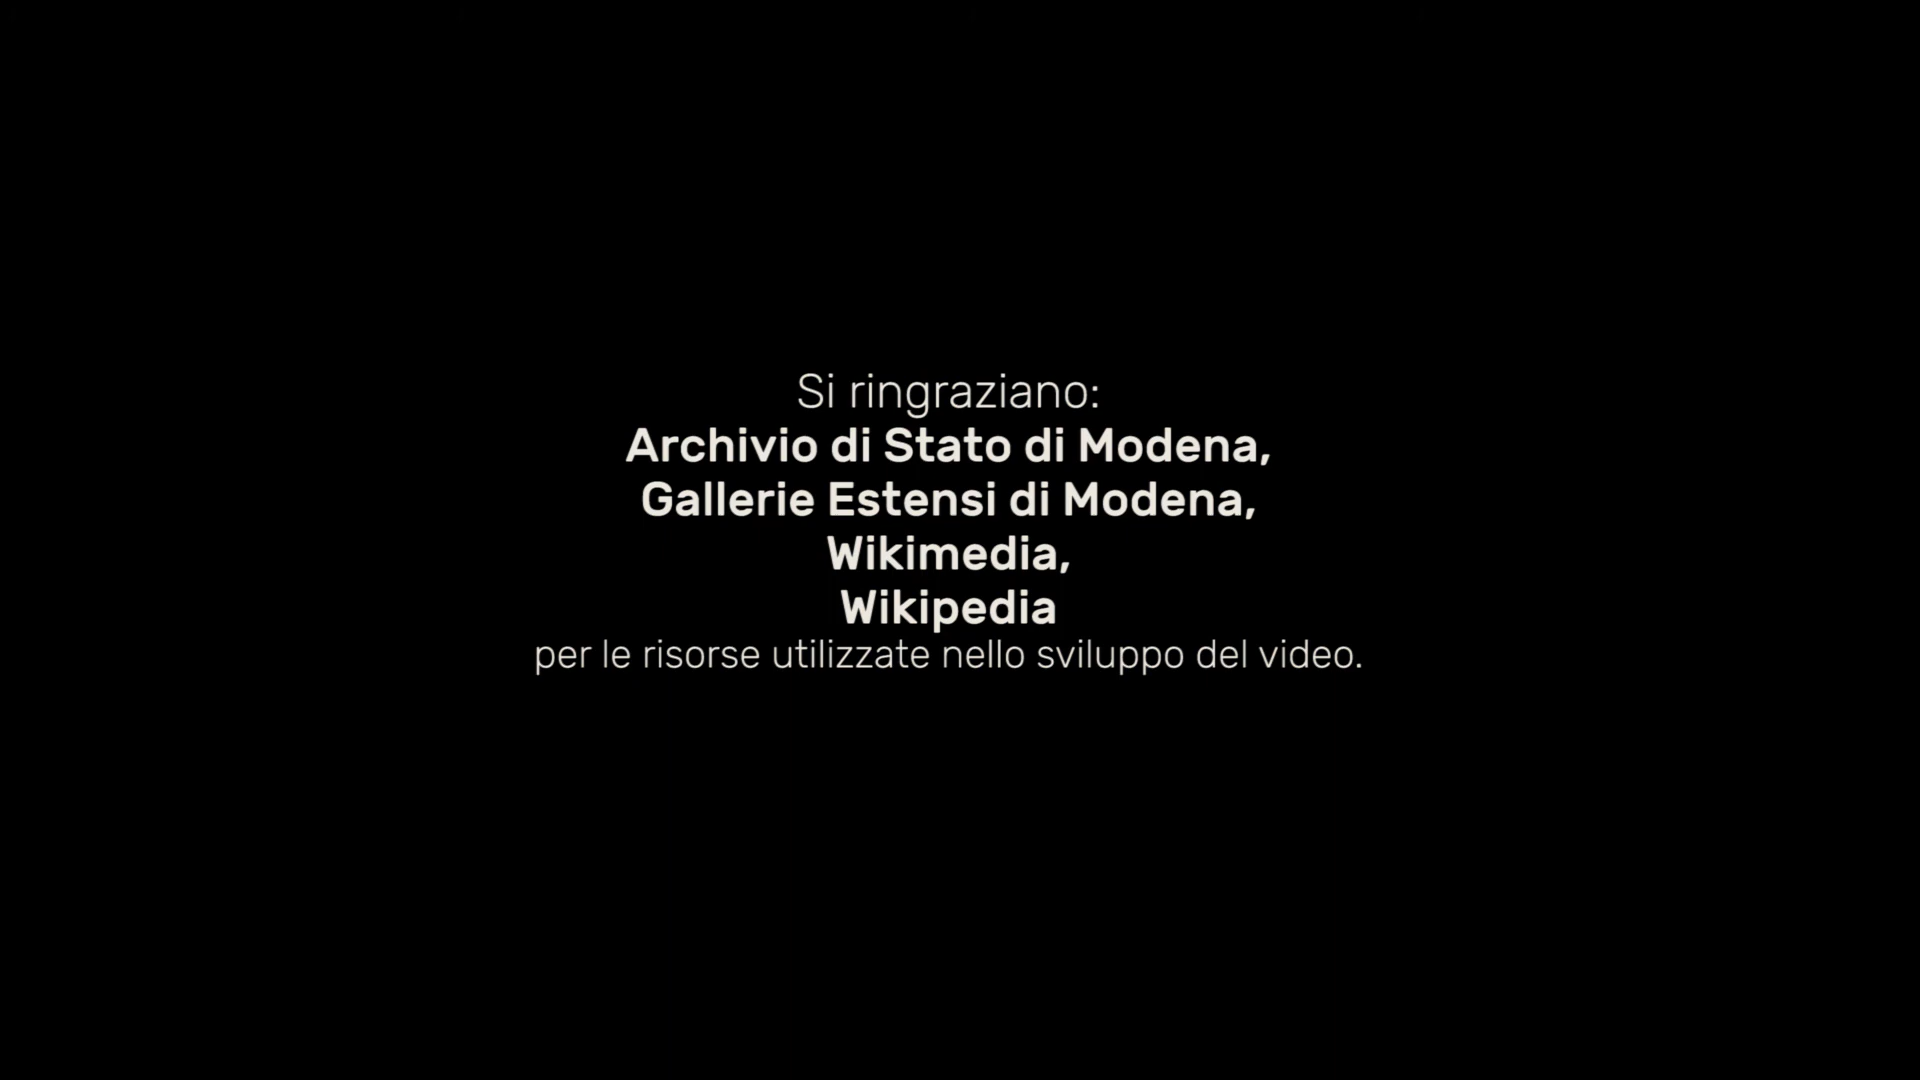 Si ringraziano:
Archivio di Stato di Modena,
Gallerie Estensi di Modena,
Wikimedia,
Wikipedia
per le risorse utilizzate nello sviluppo del video.